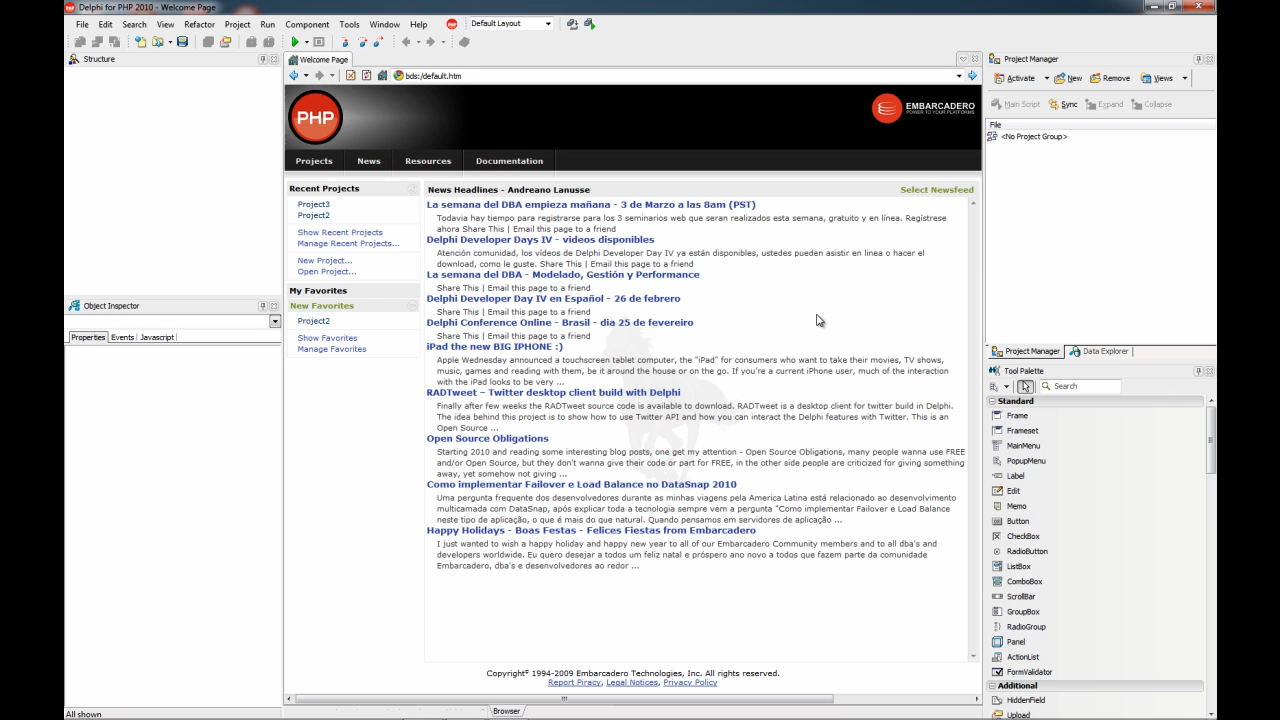 Delphi for PHP 2010 - Welcome Page
File Edit Search View Refactor Project Run Component Tools Window Help
Default Layout
Structure
Welcome Page
bds:/default.htm
PHP
EMBARCADERO
POWER TO YOUR PLATFORMS
Projects News Resources Documentation
Recent Projects
Project3
Project2
Show Recent Projects
Manage Recent Projects...
New Project...
Open Project...
My Favorites
New Favorites
Project2
Show Favorites
Manage Favorites
News Headlines - Andreano Lanusse
Select Newsfeed
La semana del DBA empieza mañana - 3 de Marzo a las 8am (PST)
Todavia hay tiempo para registrarse para los 3 seminarios web que seran realizados esta semana, gratuito y en línea. Regístrese
ahora Share This | Email this page to a friend
Delphi Developer Days IV - videos disponibles
Atención comunidad, los vídeos de Delphi Developer Day IV ya están disponibles, ustedes pueden asistir en linea o hacer el
download, como le guste. Share This | Email this page to a friend
La semana del DBA - Modelado, Gestión y Performance
Share This | Email this page to a friend
Delphi Developer Day IV en Español - 26 de febrero
Share This | Email this page to a friend
Delphi Conference Online - Brasil - dia 25 de fevereiro
Share This | Email this page to a friend
iPad the new BIG IPHONE :)
Apple Wednesday announced a touchscreen tablet computer, the "iPad" for consumers who want to take their movies, TV shows,
music, games and reading with them, be it around the house or on the go. If you're a current iPhone user, much of the interaction
with the iPad looks to be very ...
RADTweet – Twitter desktop client build with Delphi
Finally after few weeks the RADTweet source code is available to download. RADTweet is a desktop client for twitter build in Delphi.
The idea behind this project is to show how to use Twitter API and how you can interact the Delphi features with Twitter. This is an
Open Source ...
Open Source Obligations
Starting 2010 and reading some interesting blog posts, one get my attention - Open Source Obligations, many people wanna use FREE
and/or Open Source, but they don't wanna give their code or part for FREE, in the other side people are criticized for giving something
away, yet somehow not giving ...
Como implementar Failover e Load Balance no DataSnap 2010
Uma pergunta frequente dos desenvolvedores durante as minhas viagens pela America Latina está relacionado ao desenvolvimento
multicamada com DataSnap, após explicar toda a tecnologia sempre vem a pergunta "Como implementar Failover e Load Balance
neste tipo de aplicação, o que é mais do que natural. Quando pensamos em servidores de aplicação ...
Happy Holidays - Boas Festas - Felices Fiestas from Embarcadero
I just wanted to wish a happy holiday and happy new year to all of our Embarcadero Community members and to all dba's and
developers worldwide. Eu quero desejar a todos um feliz natal e próspero ano novo a todos que fazem parte da comunidade
Embarcadero, dba's e desenvolvedores ao redor ...
Copyright© 1994-2009 Embarcadero Technologies, Inc. All rights reserved.
Report Piracy, Legal Notices, Privacy Policy
Browser
Object Inspector
Properties Events Javascript
All shown
Project Manager
Activate New Remove Views
Main Script Sync Expand Collapse
File
<No Project Group>
Project Manager Data Explorer
Tool Palette
Search
Standard
Frame
Frameset
MainMenu
PopupMenu
Label
Edit
Memo
Button
CheckBox
RadioButton
ListBox
ComboBox
ScrollBar
GroupBox
RadioGroup
Panel
ActionList
FormValidator
Additional
HiddenField
Upload